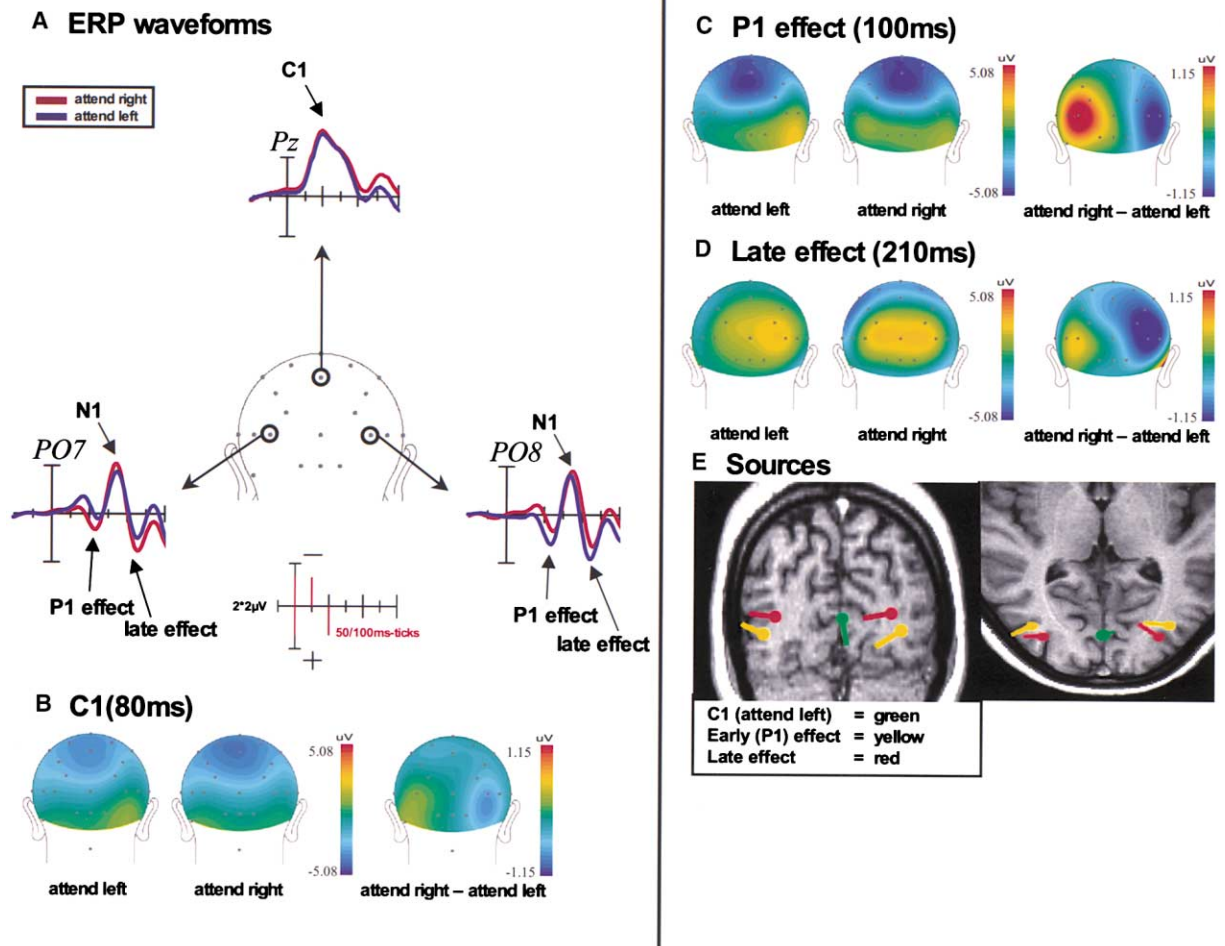 A ERP waveforms
attend right
attend left
C1
Pz
N1
PO7
P1 effect
late effect
N1
PO8
P1 effect
late effect
2*2µV
50/100ms-ticks
B C1(80ms)
uV
5.08
-5.08
uV
1.15
-1.15
attend left
attend right
attend right – attend left
C P1 effect (100ms)
uV
5.08
-5.08
uV
1.15
-1.15
attend left
attend right
attend right – attend left
D Late effect (210ms)
uV
5.08
-5.08
uV
1.15
-1.15
attend left
attend right
attend right – attend left
E Sources
C1 (attend left) = green
Early (P1) effect = yellow
Late effect = red